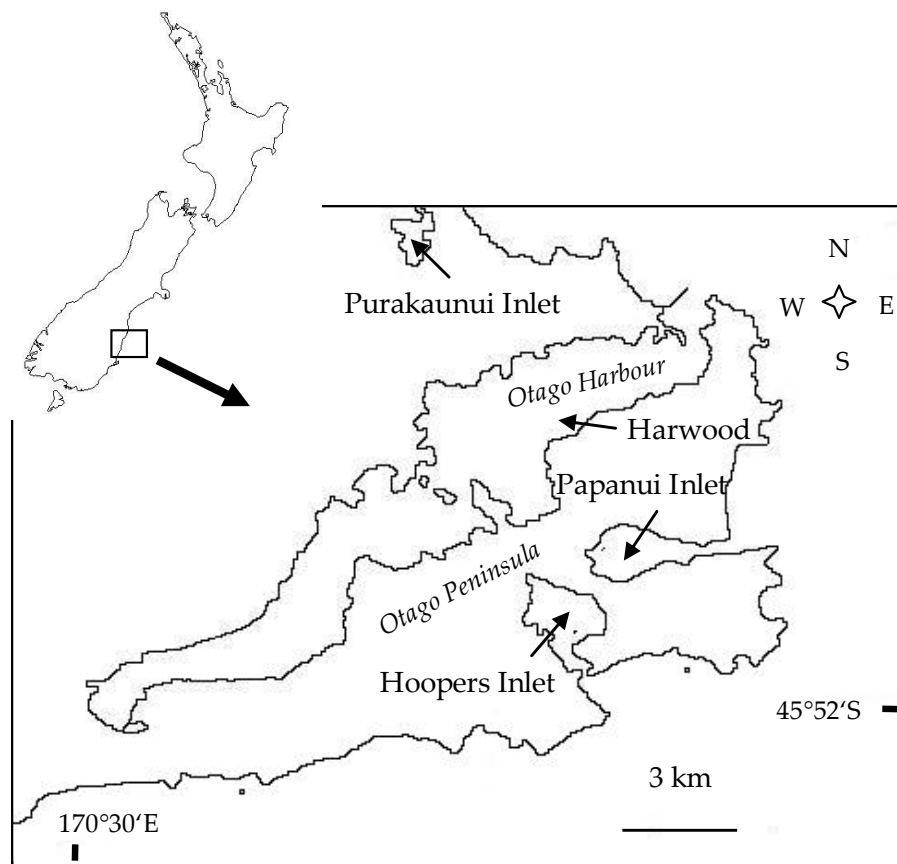 N
Purakaunui Inlet
W E
S
Otago Harbour
Harwood
Papanui Inlet
Otago Peninsula
Hoopers Inlet
45°52‘S
3 km
170°30‘E